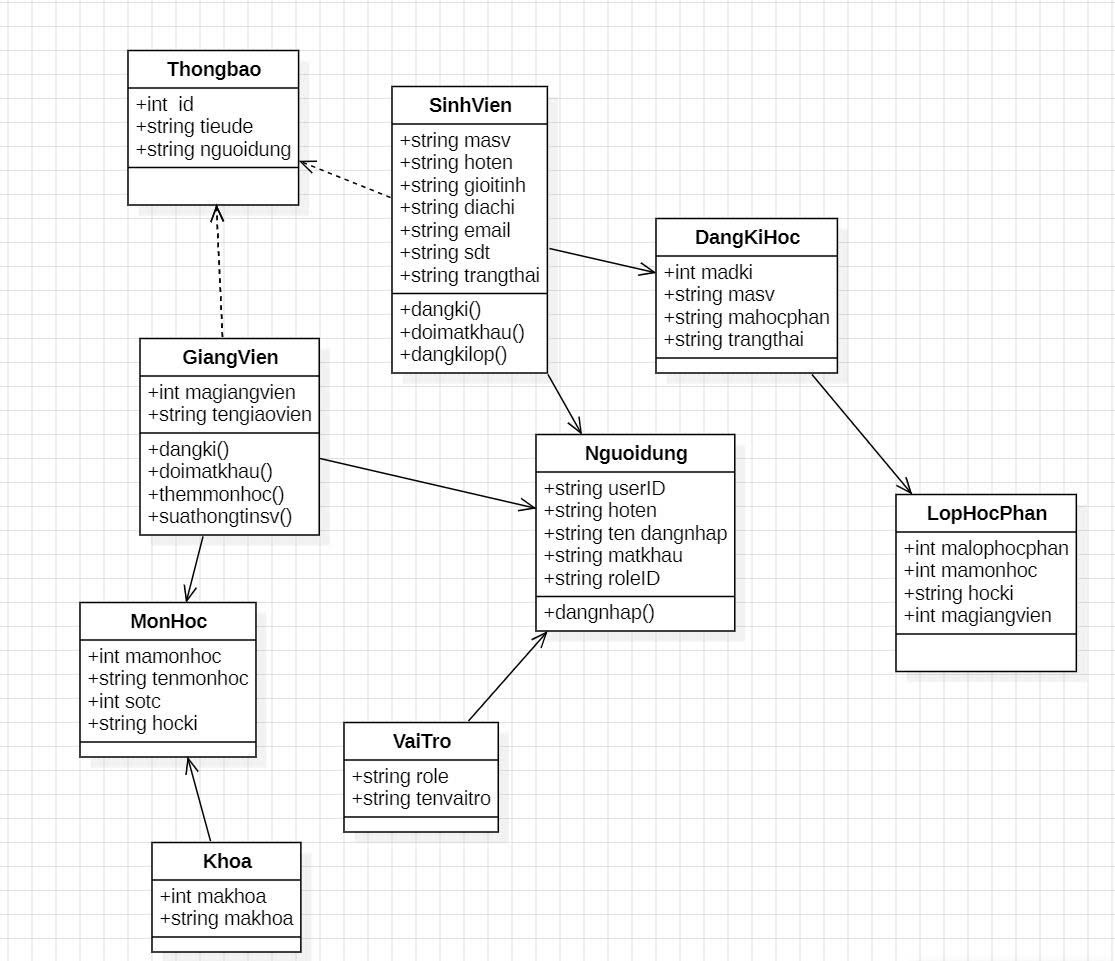 Thongbao
+int  id
+string tieude
+string nguoidung
SinhVien
+string masv
+string hoten
+string gioitinh
+string diachi
+string email
+string sdt
+string trangthai
+dangki()
+doimatkhau()
+dangkilop()
DangKiHoc
+int madki
+string masv
+string mahocphan
+string trangthai
GiangVien
+int magiangvien
+string tengiaovien
+dangki()
+doimatkhau()
+themmonhoc()
+suathongtinsv()
Nguoidung
+string userID
+string hoten
+string ten dangnhap
+string matkhau
+string roleID
+dangnhap()
LopHocPhan
+int malophocphan
+int mamonhoc
+string hocki
+int magiangvien
MonHoc
+int mamonhoc
+string tenmonhoc
+int sotc
+string hocki
VaiTro
+string role
+string tenvaitro
Khoa
+int makhoa
+string makhoa